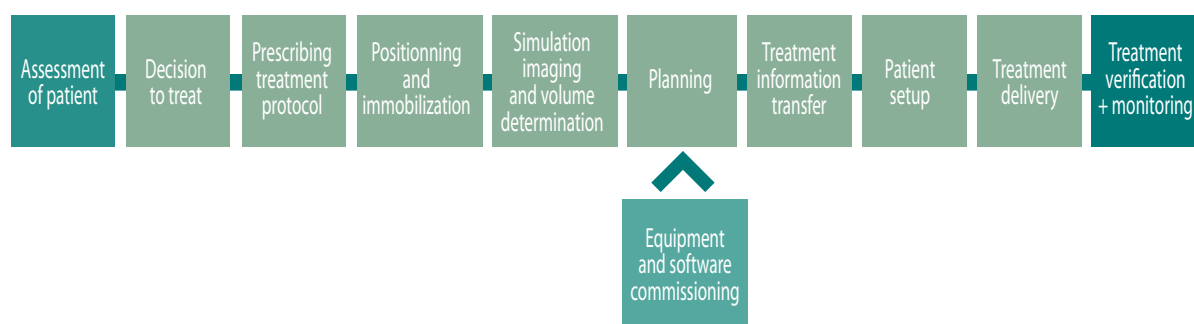 Assessment
of patient
Decision
to treat
Prescribing
treatment
protocol
Positionning
and
immobilization
Simulation
imaging
and volume
determination
Planning
Treatment
information
transfer
Patient
setup
Treatment
delivery
Treatment
verification
+ monitoring
Equipment
and software
commissioning